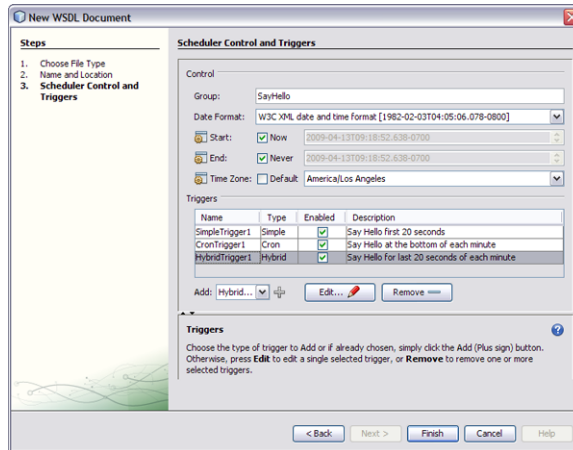 New WSDL Document
Steps
1. Choose File Type
2. Name and Location
3. Scheduler Control and
Triggers
Scheduler Control and Triggers
Control
Group: SayHello
Date Format: W3C XML date and time format [1982-02-03T04:05:06.078-0800]
Start: Now 2009-04-13T09:18:52.638-0700
End: Never 2009-04-13T09:18:52.638-0700
Time Zone: Default America/Los Angeles
Triggers
Name Type Enabled Description
SimpleTrigger1 Simple Say Hello first 20 seconds
CronTrigger1 Cron Say Hello at the bottom of each minute
HybridTrigger1 Hybrid Say Hello for last 20 seconds of each minute
Add: Hybrid... Edit... Remove
Triggers
Choose the type of trigger to Add or if already chosen, simply click the Add (Plus sign) button.
Otherwise, press Edit to edit a single selected trigger, or Remove to remove one or more
selected triggers.
< Back Next > Finish Cancel Help